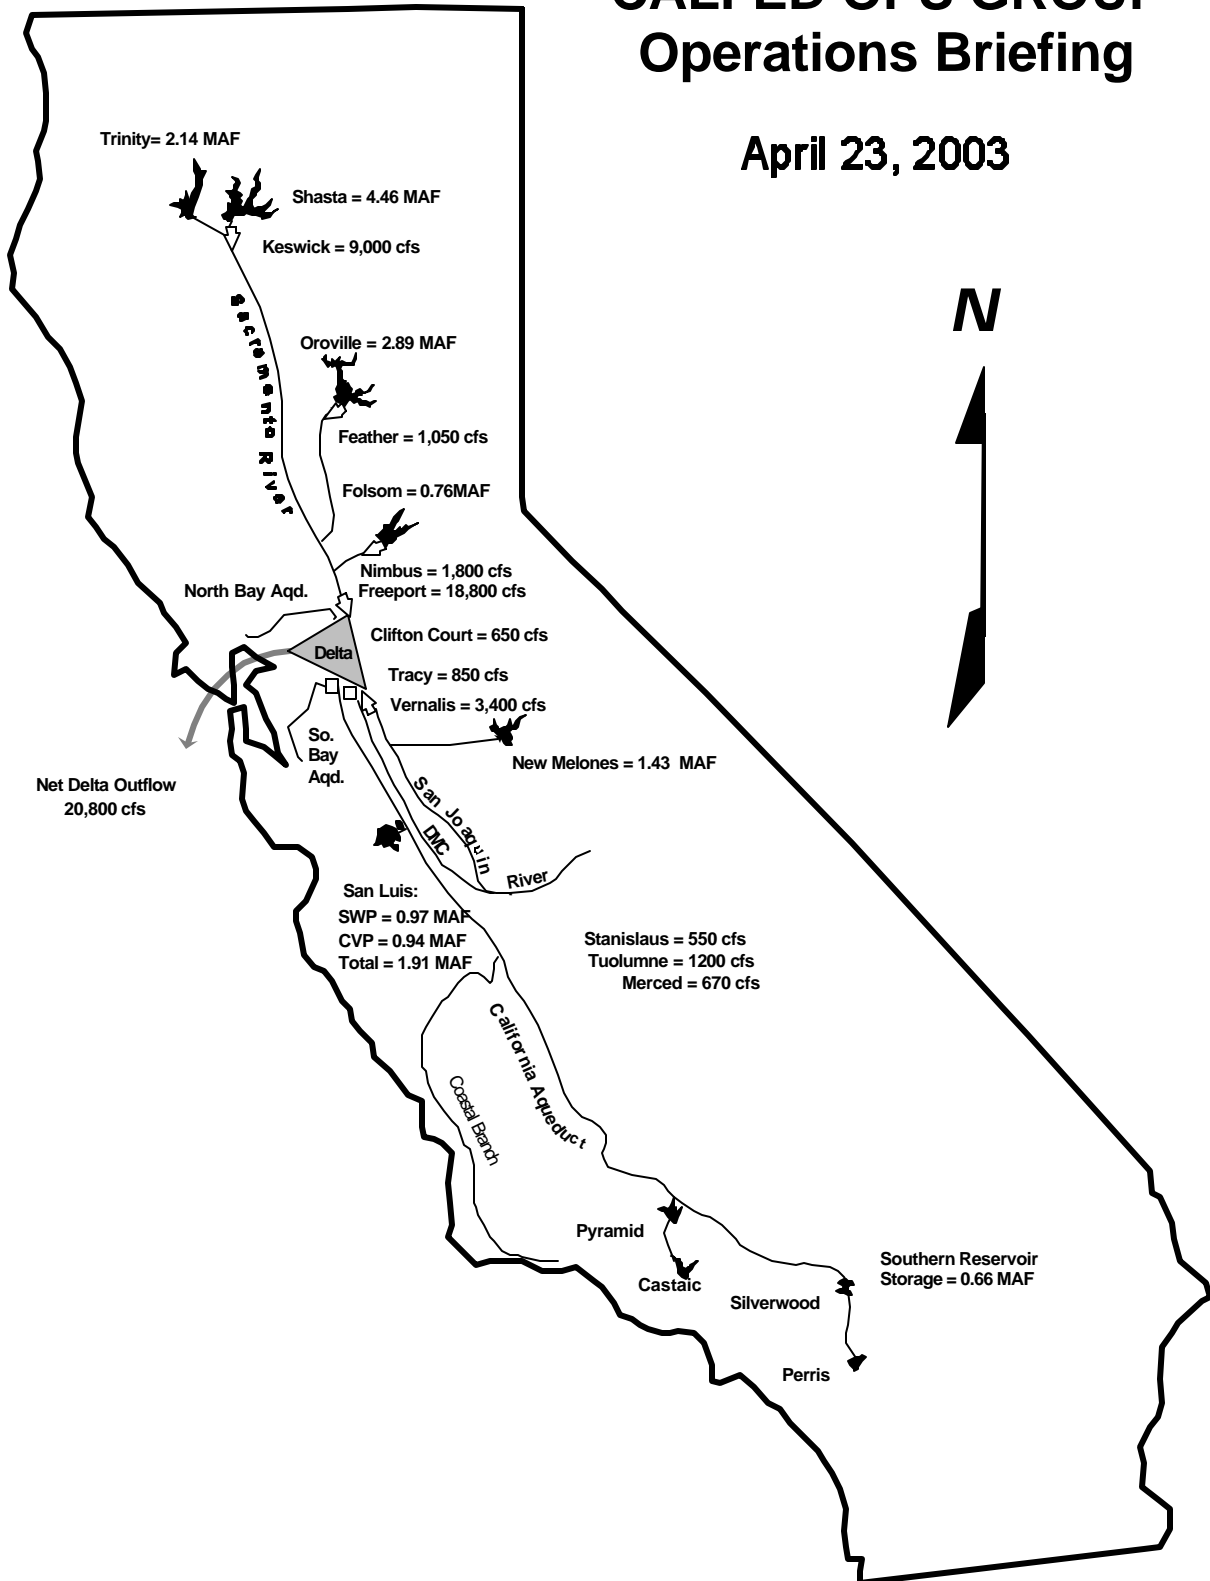 CALFED OPS GROUP
Operations Briefing
April 23, 2003
Trinity= 2.14 MAF
Shasta = 4.46 MAF
Keswick = 9,000 cfs
N
Sacramento River
Oroville = 2.89 MAF
Feather = 1,050 cfs
Folsom = 0.76MAF
Nimbus = 1,800 cfs
North Bay Aqd.
Freeport = 18,800 cfs
Clifton Court = 650 cfs
Delta
Tracy = 850 cfs
Vernalis = 3,400 cfs
So.
Bay
Aqd.
New Melones = 1.43 MAF
Net Delta Outflow
20,800 cfs
San Joaquin
River
DMC
San Luis:
SWP = 0.97 MAF
CVP = 0.94 MAF
Total = 1.91 MAF
Stanislaus = 550 cfs
Tuolumne = 1200 cfs
Merced = 670 cfs
California Aqueduct
Coastal Branch
Pyramid
Castaic
Southern Reservoir
Storage = 0.66 MAF
Silverwood
Perris